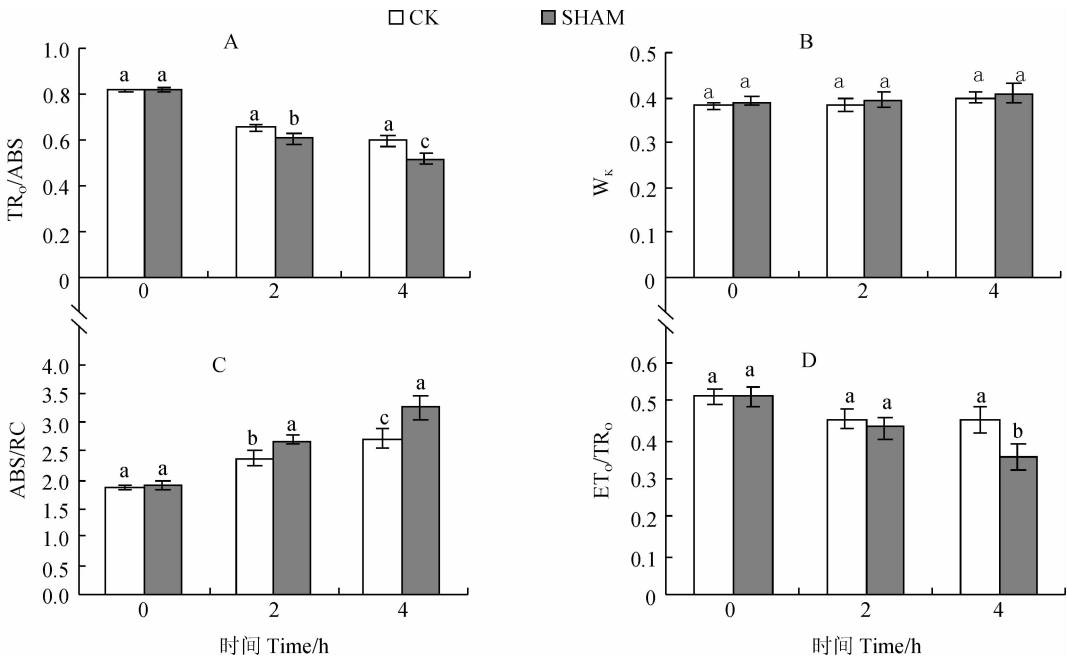 CK SHAM
A
TRO/ABS
1.0
0.8
0.6
0.4
0.2
0
a a
a b
a c
0 2 4
B
WK
0.5
0.4
0.3
0.2
0.1
0
a a
a a
a a
0 2 4
C
ABS/RC
4.0
3.5
3.0
2.5
2.0
1.5
1.0
0.5
0.0
a a
b a
c a
0 2 4
时间 Time/h
D
ETO/TRO
0.6
0.5
0.4
0.3
0.2
0.1
0
a a
a a
a b
0 2 4
时间 Time/h